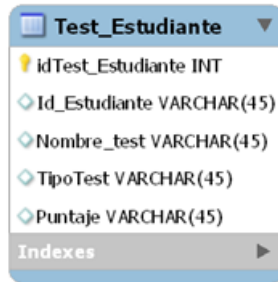 Test_Estudiante
idTest_Estudiante INT
Id_Estudiante VARCHAR(45)
Nombre_test VARCHAR(45)
TipoTest VARCHAR(45)
Puntaje VARCHAR(45)
Indexes